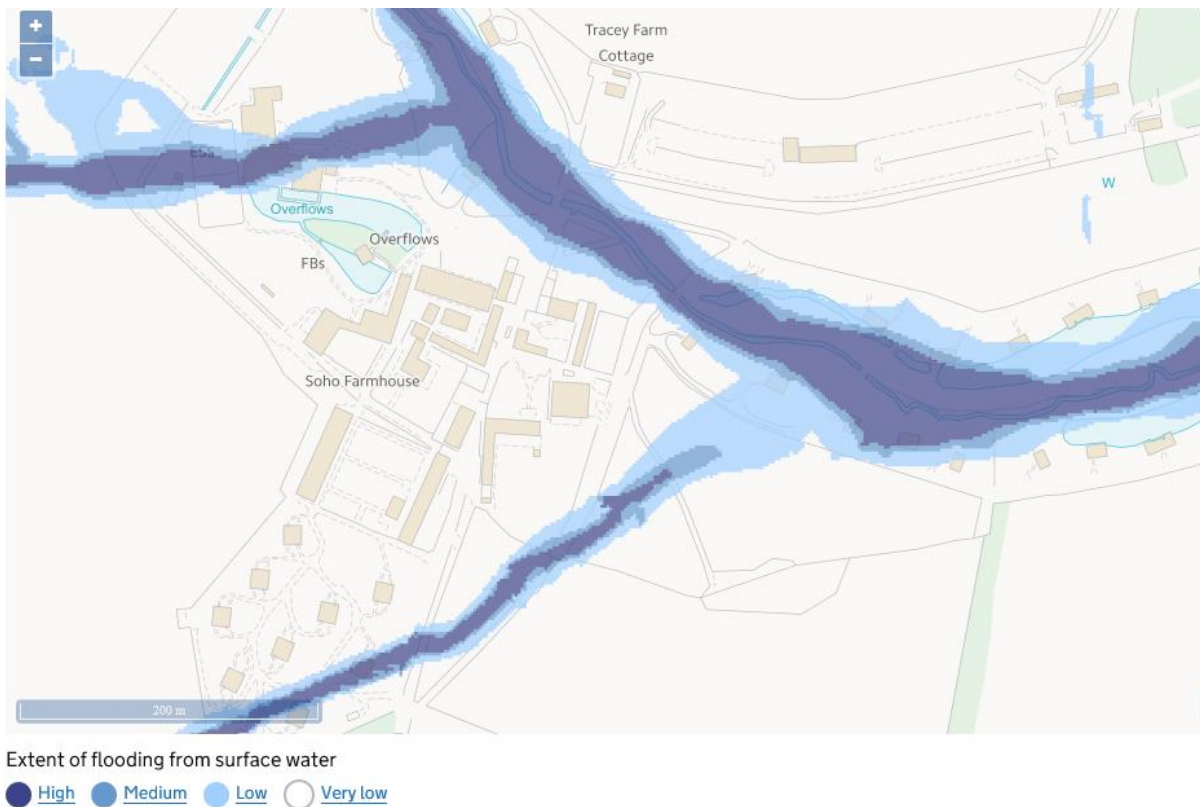 +
−
Tracey Farm
Cottage
ESS
W
Overflows
Overflows
FBs
Soho Farmhouse
200 m
Extent of flooding from surface water
High Medium Low Very low